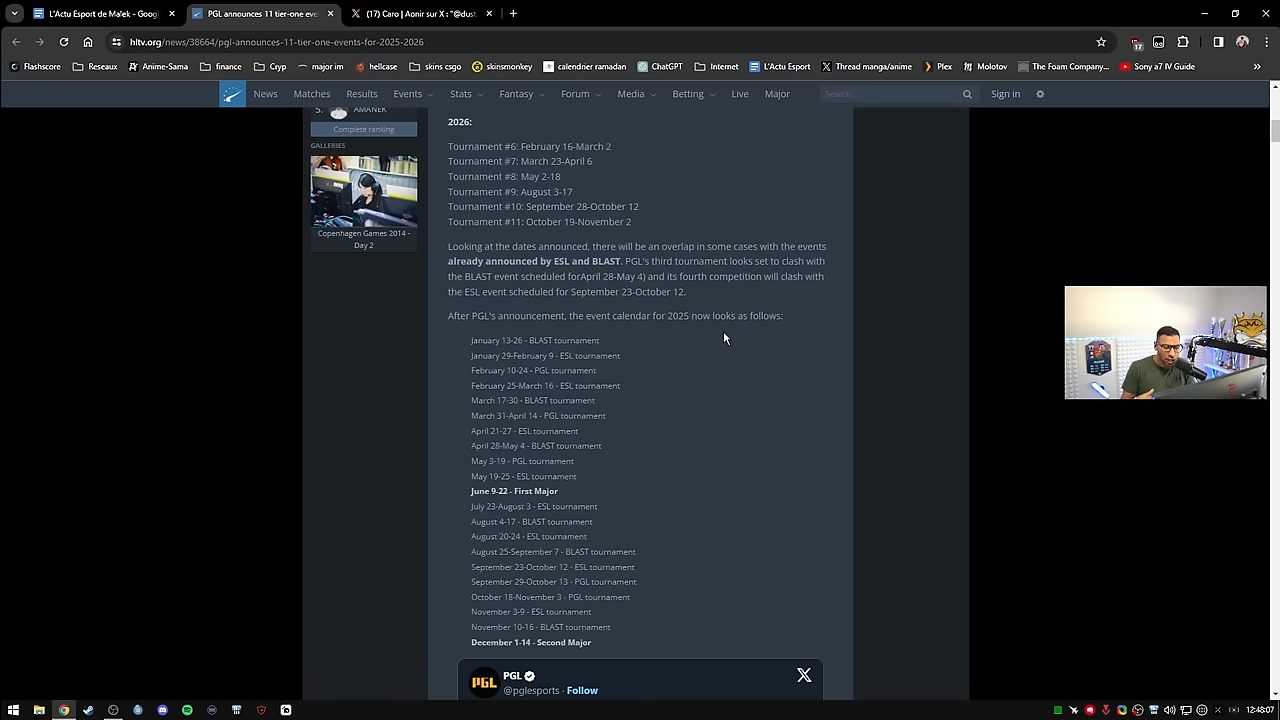 L'Actu Esport de Malek - Googl
PGL announces 11 tier-one eve
(17) Caro | Aonir sur X : "@dust
hltv.org/news/38664/pgl-announces-11-tier-one-events-for-2025-2026
17
Flashscore
Reseaux
Anime-Sama
finance
Cryp
major im
hellcase
skins csgo
skinsmonkey
calendrier ramadan
ChatGPT
Internet
L'Actu Esport
Thread manga/anime
Plex
Molotov
The Foam Company...
Sony a7 IV Guide
News
Matches
Results
Events
Stats
Fantasy
Forum
Media
Betting
Live
Major
Search...
Sign in
5. AMANEK
Complete ranking
GALLERIES
Copenhagen Games 2014 -
Day 2
2026:
Tournament #6: February 16-March 2
Tournament #7: March 23-April 6
Tournament #8: May 2-18
Tournament #9: August 3-17
Tournament #10: September 28-October 12
Tournament #11: October 19-November 2
Looking at the dates announced, there will be an overlap in some cases with the events
already announced by ESL and BLAST. PGL's third tournament looks set to clash with
the BLAST event scheduled forApril 28-May 4) and its fourth competition will clash with
the ESL event scheduled for September 23-October 12.
After PGL's announcement, the event calendar for 2025 now looks as follows:
January 13-26 - BLAST tournament
January 29-February 9 - ESL tournament
February 10-24 - PGL tournament
February 25-March 16 - ESL tournament
March 17-30 - BLAST tournament
March 31-April 14 - PGL tournament
April 21-27 - ESL tournament
April 28-May 4 - BLAST tournament
May 3-19 - PGL tournament
May 19-25 - ESL tournament
June 9-22 - First Major
July 23-August 3 - ESL tournament
August 4-17 - BLAST tournament
August 20-24 - ESL tournament
August 25-September 7 - BLAST tournament
September 23-October 12 - ESL tournament
September 29-October 13 - PGL tournament
October 18-November 3 - PGL tournament
November 3-9 - ESL tournament
November 10-16 - BLAST tournament
December 1-14 - Second Major
PGL
PGL
@pglesports · Follow
12:48:07